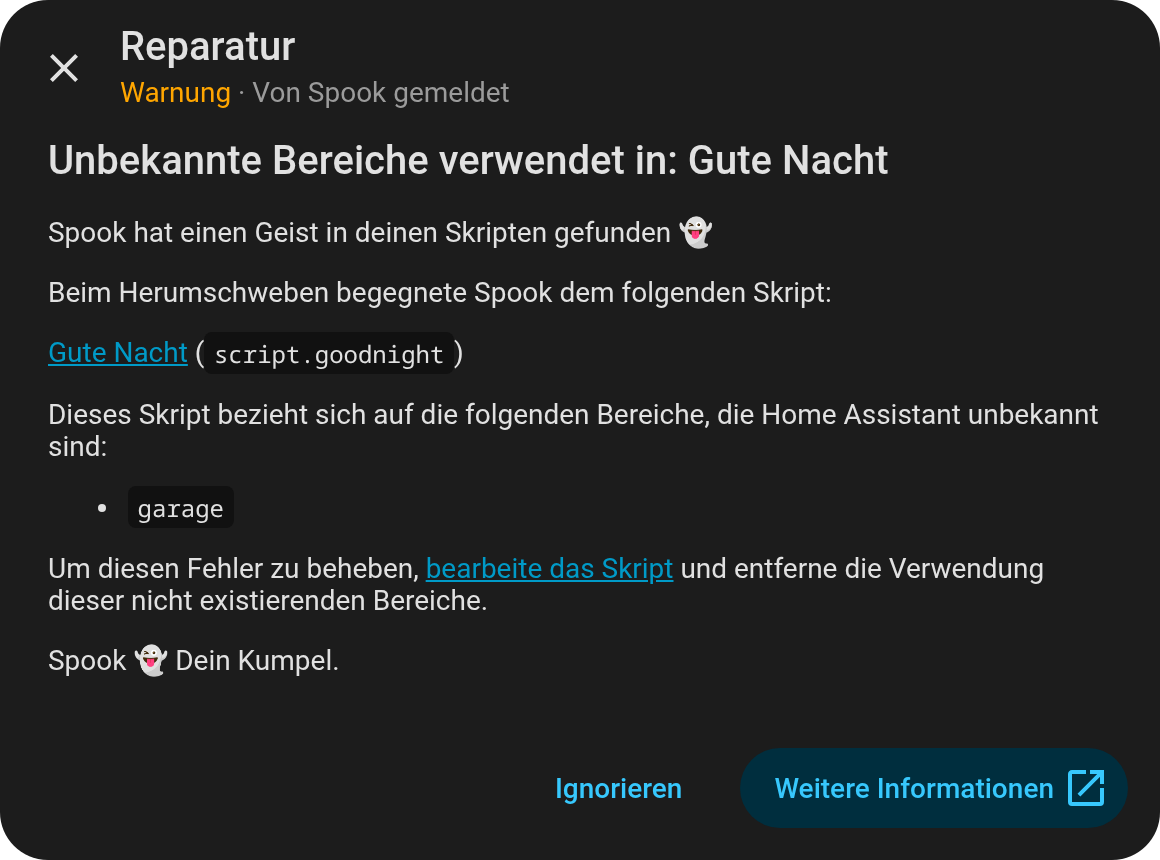 Reparatur
Warnung · Von Spook gemeldet
Unbekannte Bereiche verwendet in: Gute Nacht
Spook hat einen Geist in deinen Skripten gefunden 👻
Beim Herumschweben begegnete Spook dem folgenden Skript:
Gute Nacht (script.goodnight)
Dieses Skript bezieht sich auf die folgenden Bereiche, die Home Assistant unbekannt
sind:
• garage
Um diesen Fehler zu beheben, bearbeite das Skript und entferne die Verwendung
dieser nicht existierenden Bereiche.
Spook 👻 Dein Kumpel.
Ignorieren
Weitere Informationen